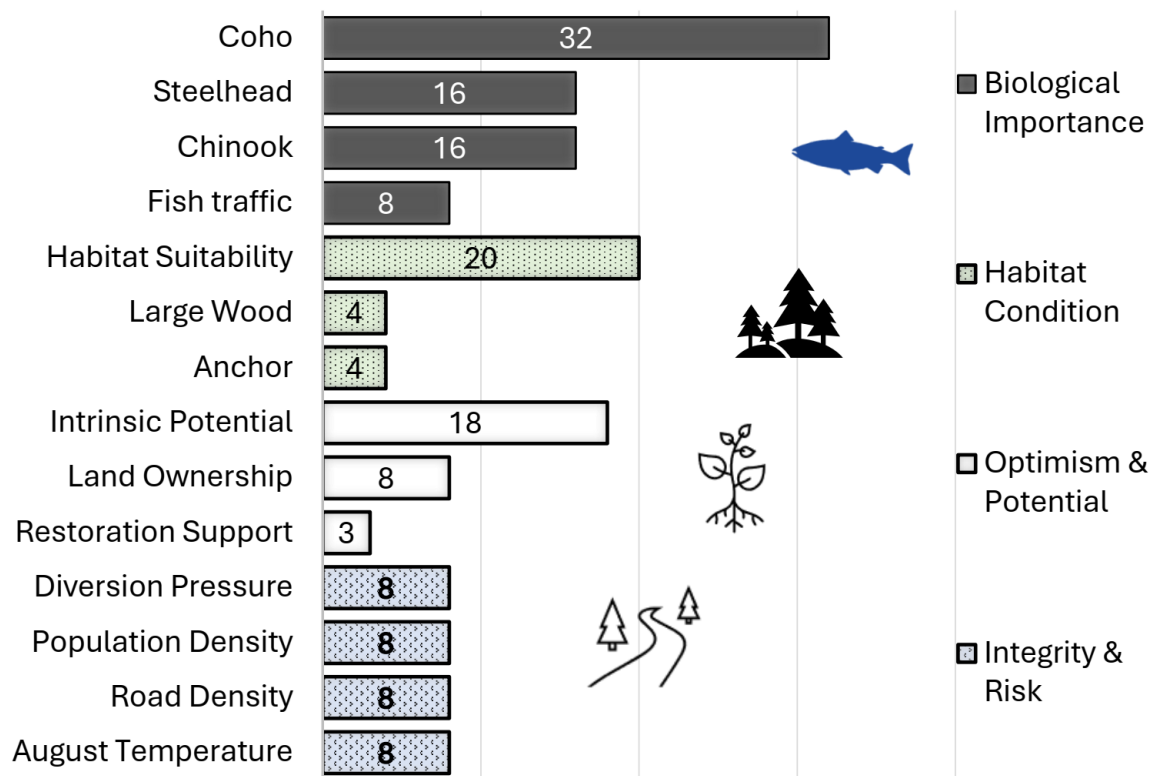 Coho 32
Steelhead 16
Chinook 16
Fish traffic 8
Habitat Suitability 20
Large Wood 4
Anchor 4
Intrinsic Potential 18
Land Ownership 8
Restoration Support 3
Diversion Pressure 8
Population Density 8
Road Density 8
August Temperature 8
Biological
Importance
Habitat
Condition
Optimism &
Potential
Integrity &
Risk